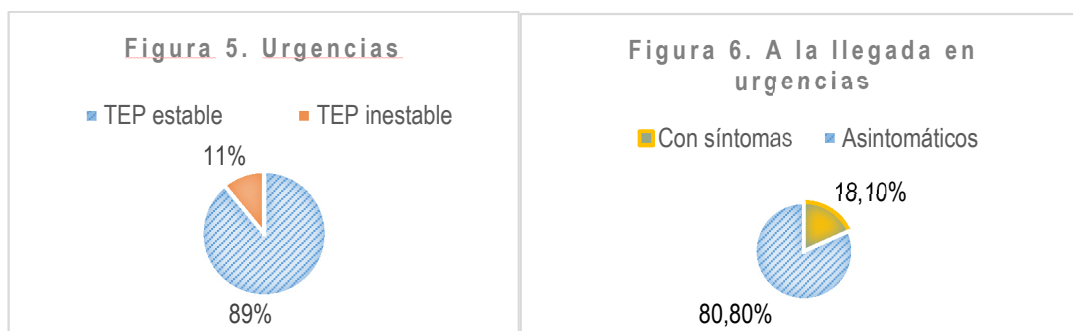 Figura 5. Urgencias
TEP estable TEP inestable
11%
89%
Figura 6. A la llegada en
urgencias
Con síntomas Asintomáticos
18,10%
80,80%